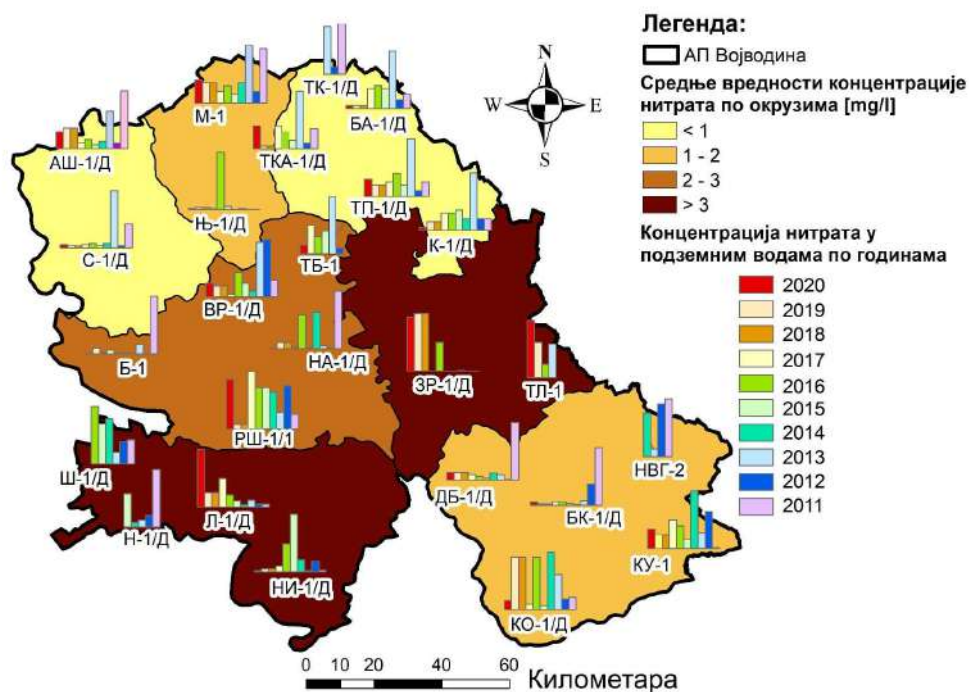 Легенда:
АП Војводина
Средње вредности концентрације
нитрата по окрузима [mg/l]
< 1
1 - 2
2 - 3
> 3
Концентрација нитрата у
подземним водама по годинама
2020
2019
2018
2017
2016
2015
2014
2013
2012
2011
N
W
E
S
ТК-1/Д
М-1
БА-1/Д
АШ-1/Д
ТКА-1/Д
ТП-1/Д
Њ-1/Д
К-1/Д
С-1/Д
ТБ-1
ВР-1/Д
Б-1
НА-1/Д
ЗР-1/Д
ТЛ-1
РШ-1/1
Ш-1/Д
НВГ-2
ДБ-1/Д
Л-1/Д
БК-1/Д
Н-1/Д
КУ-1
НИ-1/Д
КО-1/Д
0 10 20 40 60
Километара